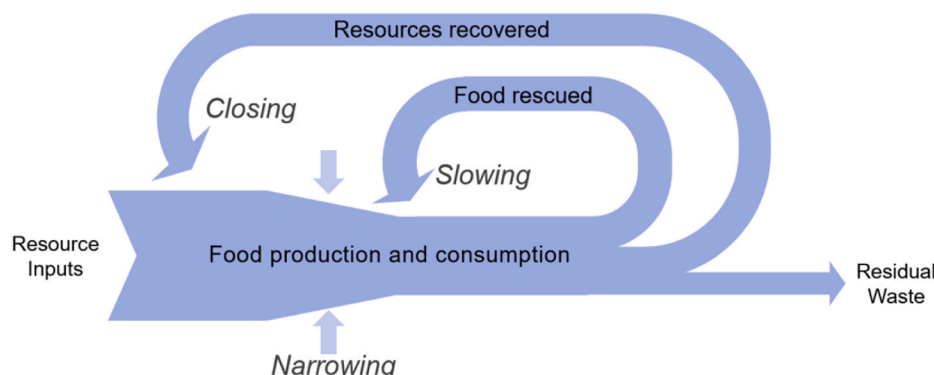 Resources recovered
Food rescued
Closing
Slowing
Resource
Inputs
Food production and consumption
Residual
Waste
Narrowing